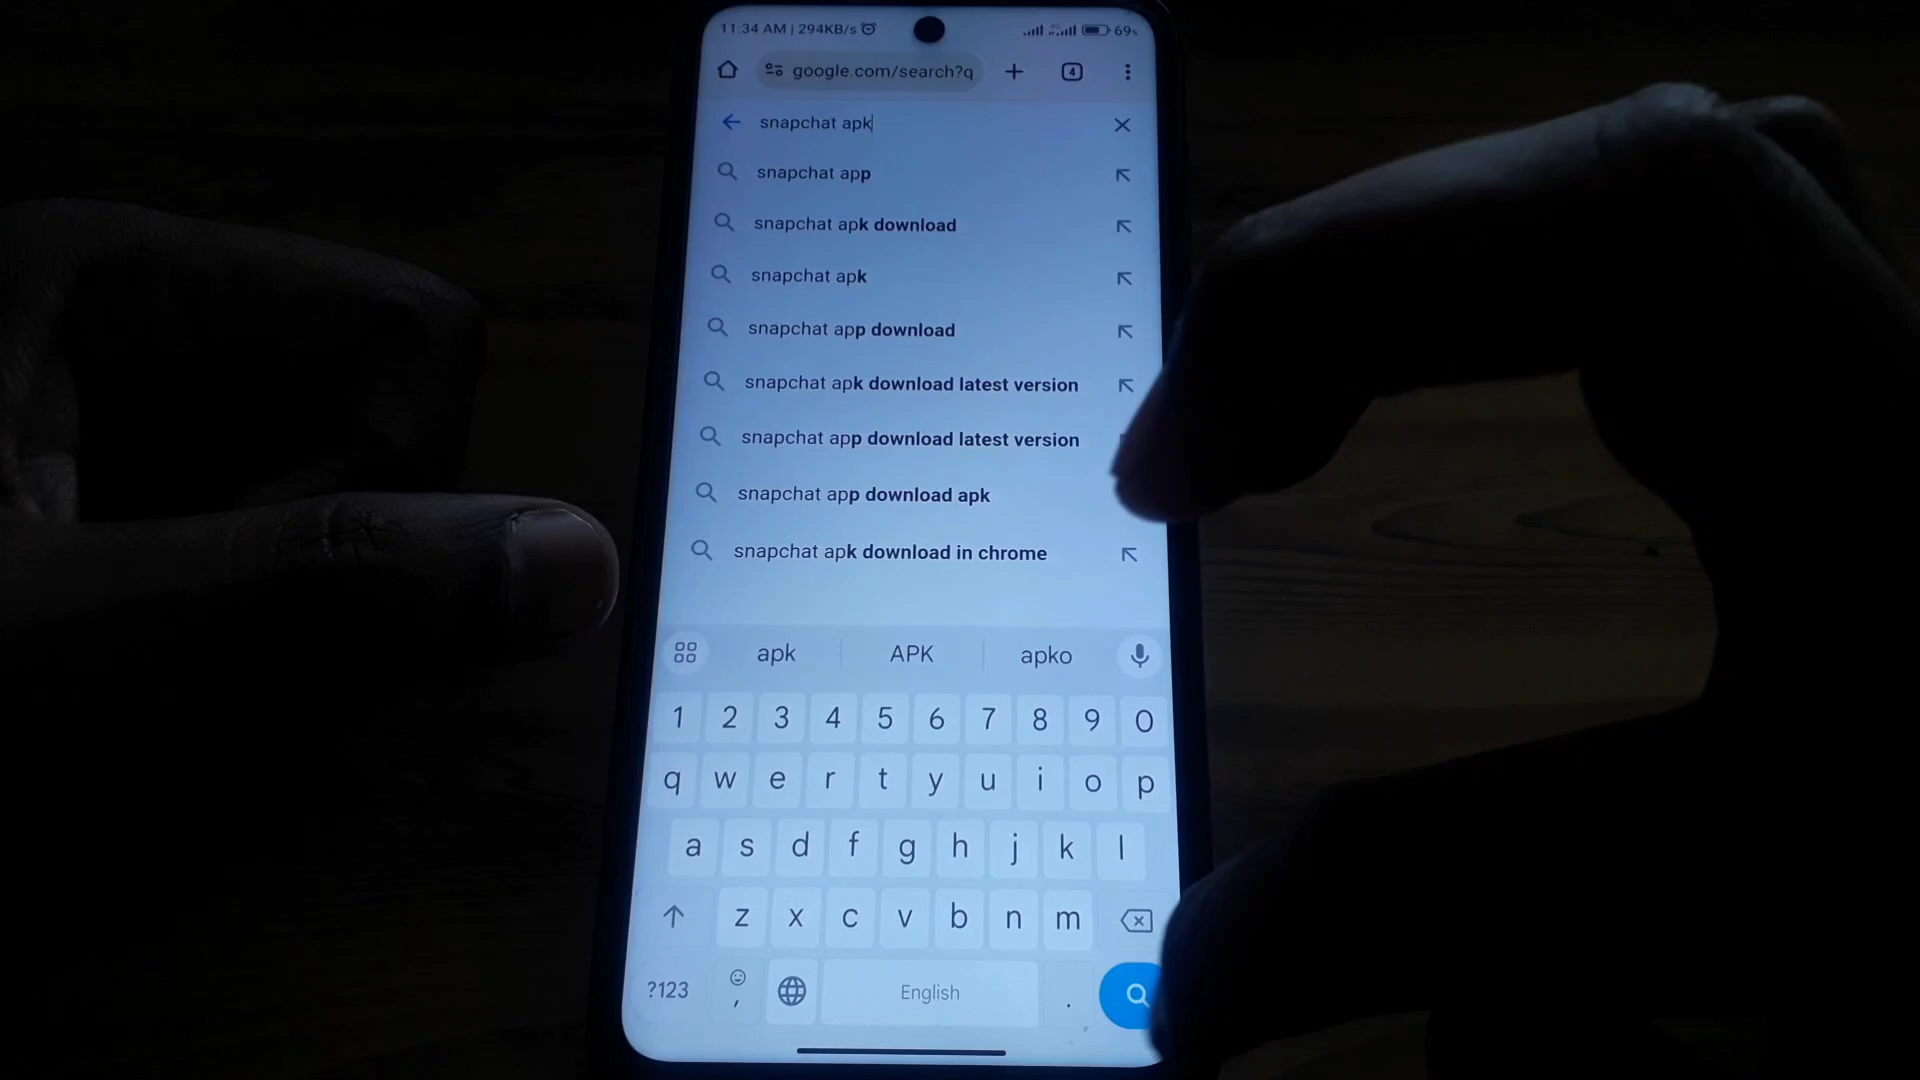 11:34 AM | 294KB/s 69%
google.com/search?q 4
snapchat apk
snapchat app
snapchat apk download
snapchat apk
snapchat app download
snapchat apk download latest version
snapchat app download latest version
snapchat app download apk
snapchat apk download in chrome
apk APK apko
1 2 3 4 5 6 7 8 9 0
q w e r t y u i o p
a s d f g h j k l
z x c v b n m
?123 , English .